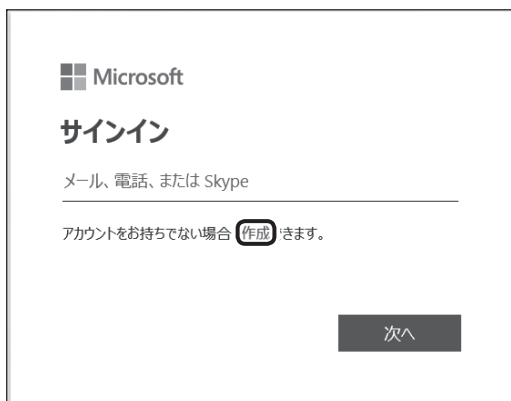 Microsoft
サインイン
メール、電話、または Skype
アカウントをお持ちでない場合 作成 きます。
次へ